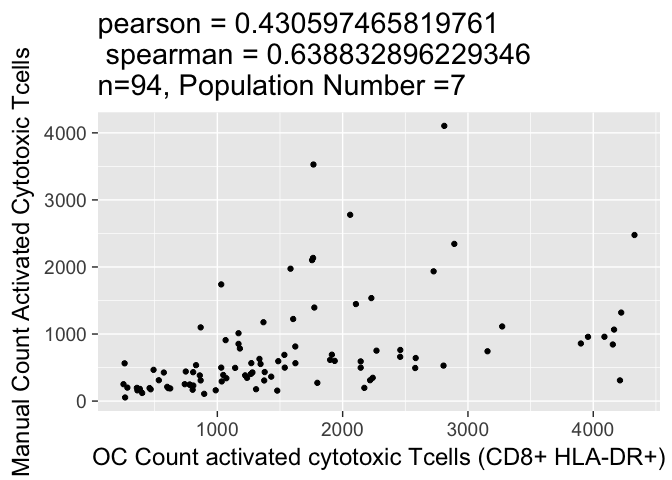 pearson = 0.430597465819761
spearman = 0.638832896229346
n=94, Population Number =7
Manual Count Activated Cytotoxic Tcells
4000
3000
2000
1000
0
1000 2000 3000 4000
OC Count activated cytotoxic Tcells (CD8+ HLA-DR+)